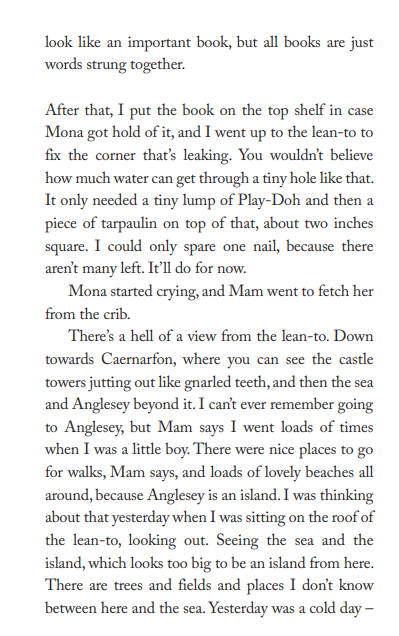 look like an important book, but all books are just
words strung together.
After that, I put the book on the top shelf in case
Mona got hold of it, and I went up to the lean-to to
fix the corner that’s leaking. You wouldn’t believe
how much water can get through a tiny hole like that.
It only needed a tiny lump of Play-Doh and then a
piece of tarpaulin on top of that, about two inches
square. I could only spare one nail, because there
aren’t many left. It’ll do for now.
Mona started crying, and Mam went to fetch her
from the crib.
There’s a hell of a view from the lean-to. Down
towards Caernarfon, where you can see the castle
towers jutting out like gnarled teeth, and then the sea
and Anglesey beyond it. I can’t ever remember going
to Anglesey, but Mam says I went loads of times
when I was a little boy. There were nice places to go
for walks, Mam says, and loads of lovely beaches all
around, because Anglesey is an island. I was thinking
about that yesterday when I was sitting on the roof of
the lean-to, looking out. Seeing the sea and the
island, which looks too big to be an island from here.
There are trees and fields and places I don’t know
between here and the sea. Yesterday was a cold day –